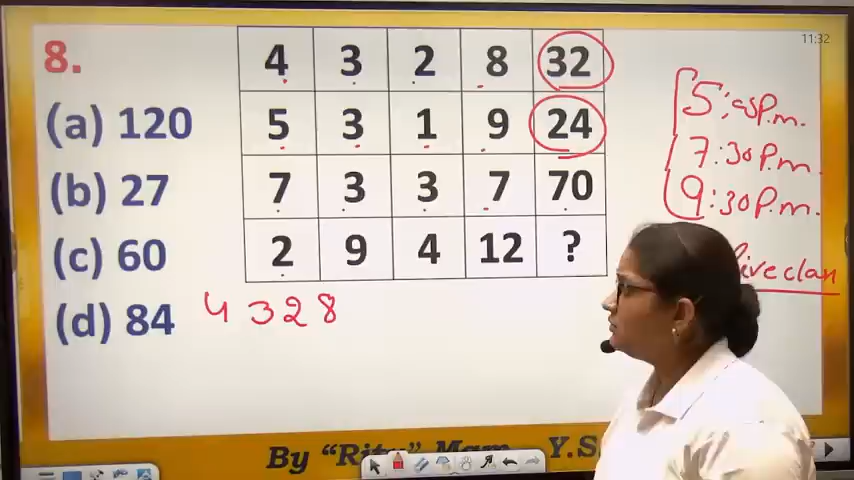 11:32
8.
4 3 2 8 32
(a) 120
5 3 1 9 24
(b) 27
7 3 3 7 70
(c) 60
2 9 4 12 ?
(d) 84
4 3 2 8
5:
P.m.
7:30 P.m.
9:30 P.m.
By "Ritu" Mam Y.S.